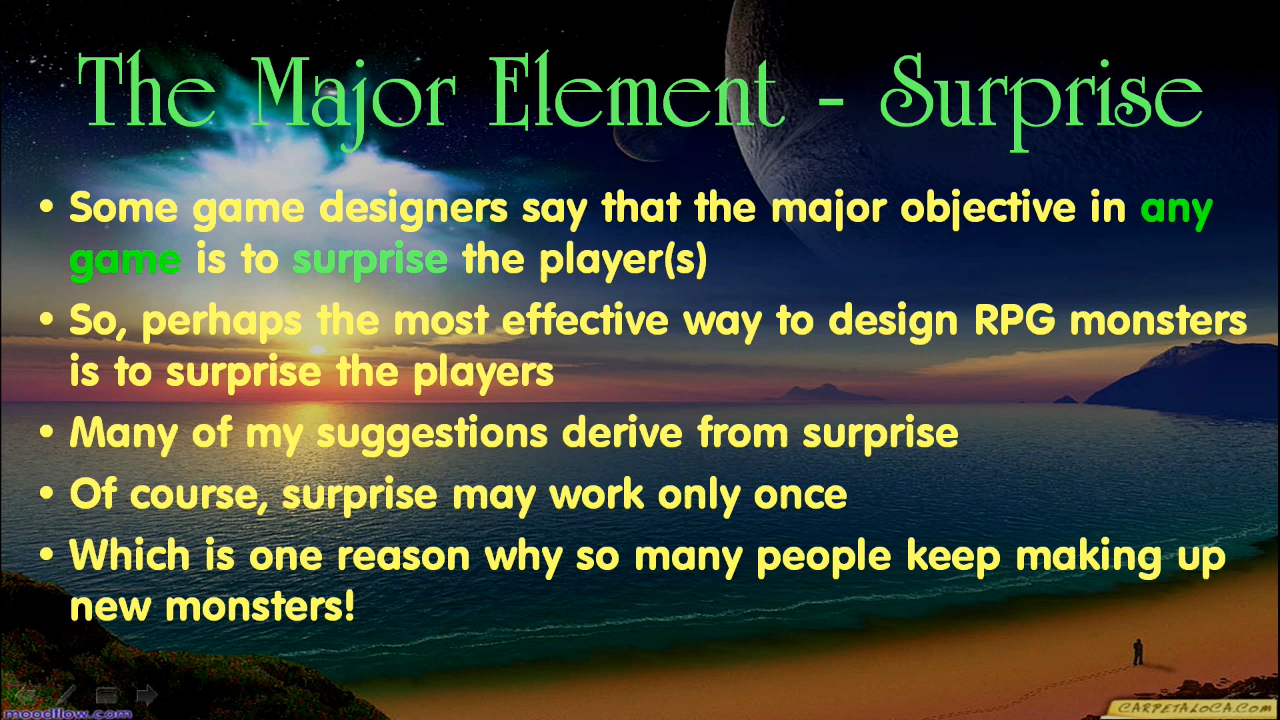 The Major Element - Surprise
• Some game designers say that the major objective in any
game is to surprise the player(s)
• So, perhaps the most effective way to design RPG monsters
is to surprise the players
• Many of my suggestions derive from surprise
• Of course, surprise may work only once
• Which is one reason why so many people keep making up
new monsters!
moodflow.com
CARPETALOCA.COM